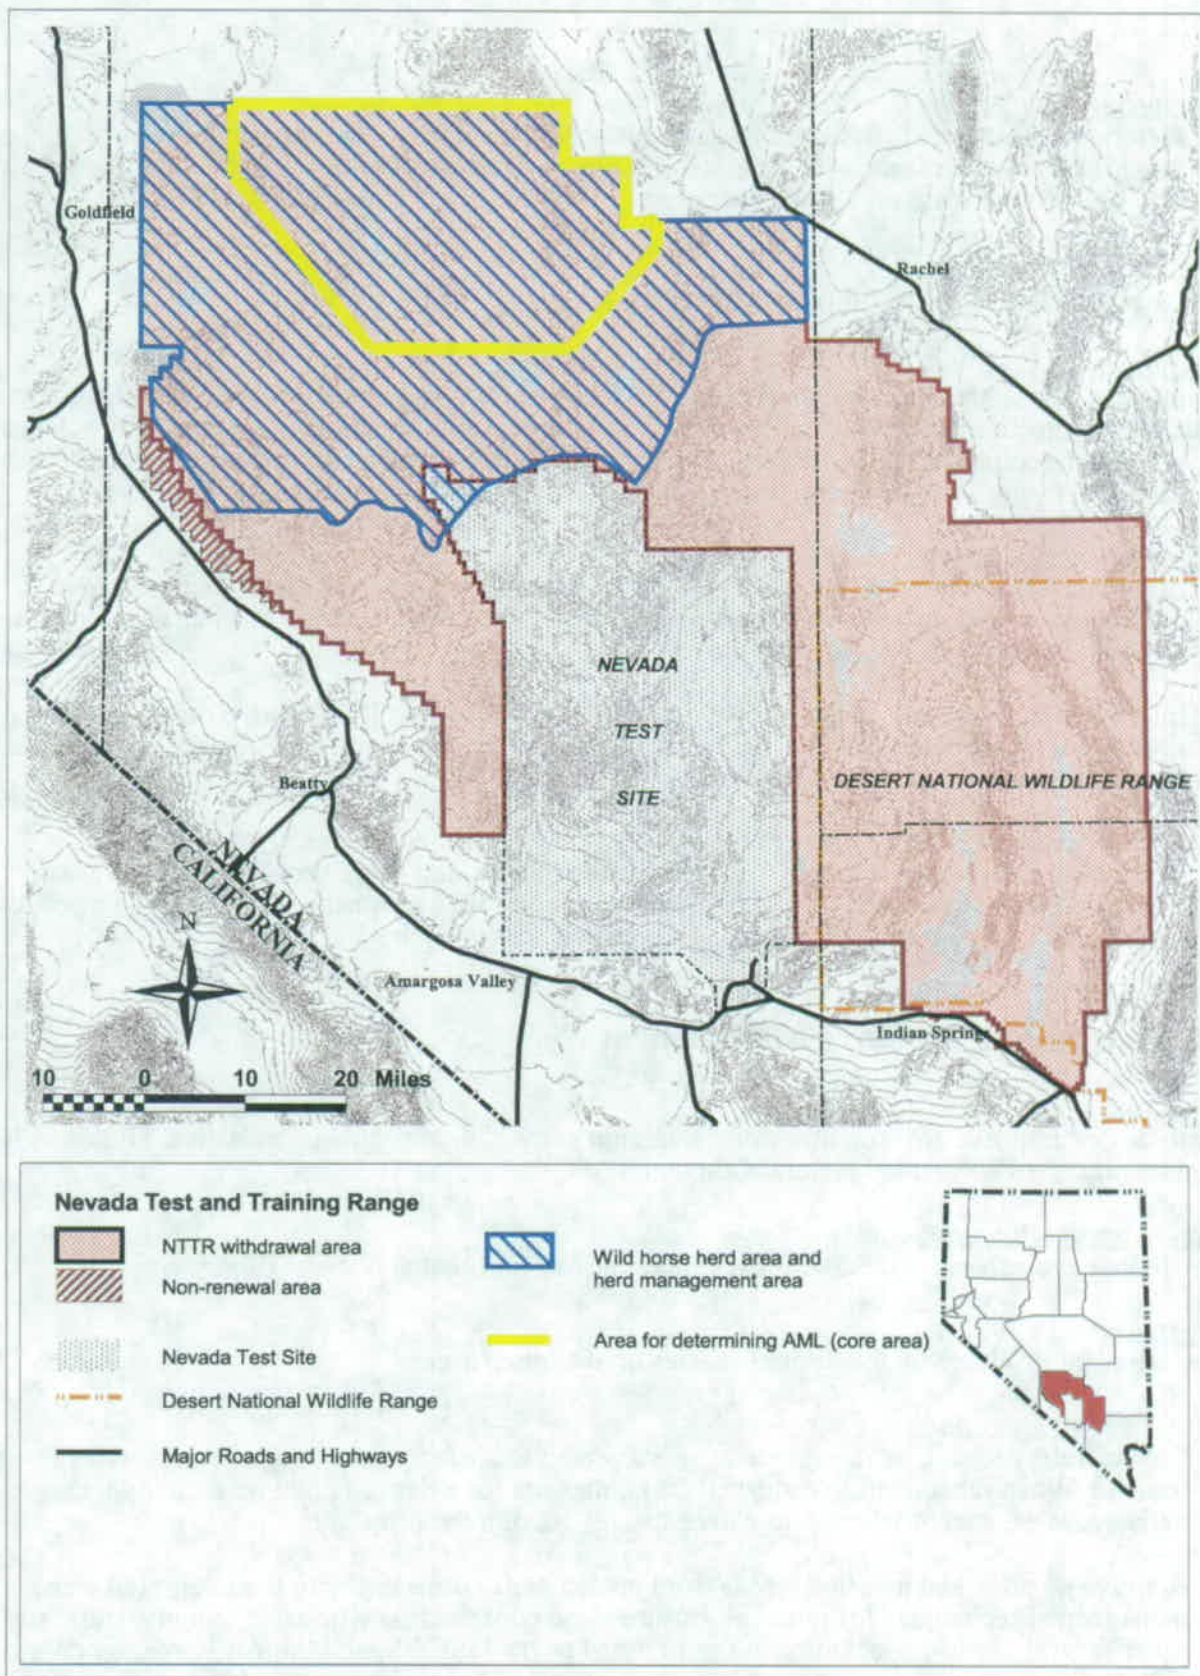 Goldfield
Rachel
NEVADA
TEST
SITE
DESERT NATIONAL WILDLIFE RANGE
Beatty
NEVADA
CALIFORNIA
N
Amargosa Valley
Indian Springs
10 0 10 20 Miles
Nevada Test and Training Range
NTTR withdrawal area
Non-renewal area
Nevada Test Site
Desert National Wildlife Range
Major Roads and Highways
Wild horse herd area and
herd management area
Area for determining AML (core area)